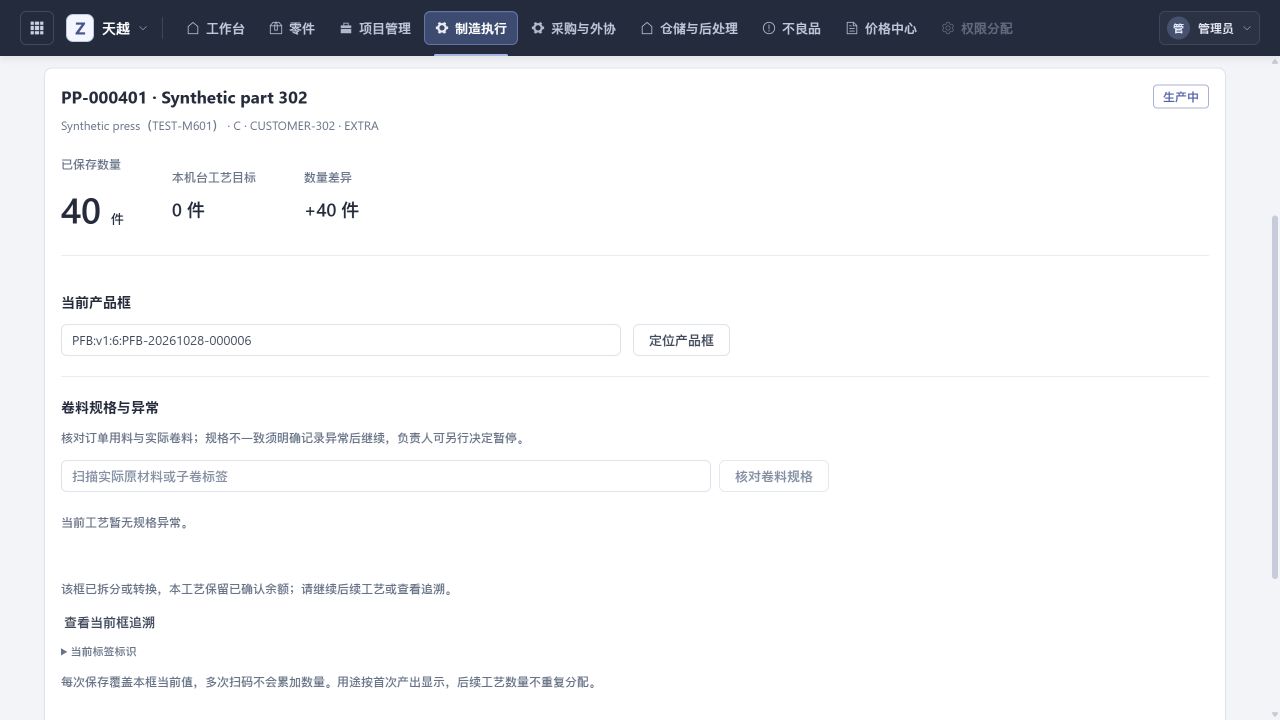 Z 天越 工作台 零件 项目管理 制造执行 采购与外协 仓储与后处理 不良品 价格中心 权限分配 管 管理员
PP-000401 · Synthetic part 302 生产中
Synthetic press（TEST-M601） · C · CUSTOMER-302 · EXTRA
已保存数量 本机台工艺目标 数量差异
40 件 0 件 +40 件
当前产品框
PFB:v1:6:PFB-20261028-000006 定位产品框
卷料规格与异常
核对订单用料与实际卷料；规格不一致须明确记录异常后继续，负责人可另行决定暂停。
扫描实际原材料或子卷标签 核对卷料规格
当前工艺暂无规格异常。
该框已拆分或转换，本工艺保留已确认余额；请继续后续工艺或查看追溯。
查看当前框追溯
当前标签标识
每次保存覆盖本框当前值，多次扫码不会累加数量。用途按首次产出显示，后续工艺数量不重复分配。